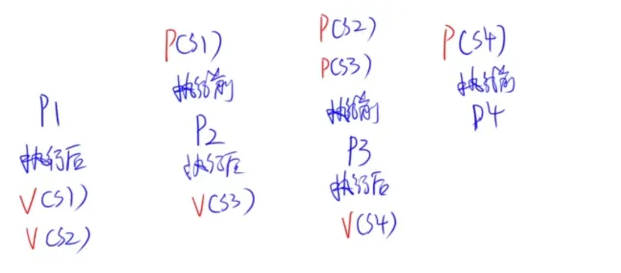 P1
执行后
V(S1)
V(S2)
P(S1)
执行前
P2
执行后
V(S3)
P(S2)
P(S3)
执行前
P3
执行后
V(S4)
P(S4)
执行前
P4